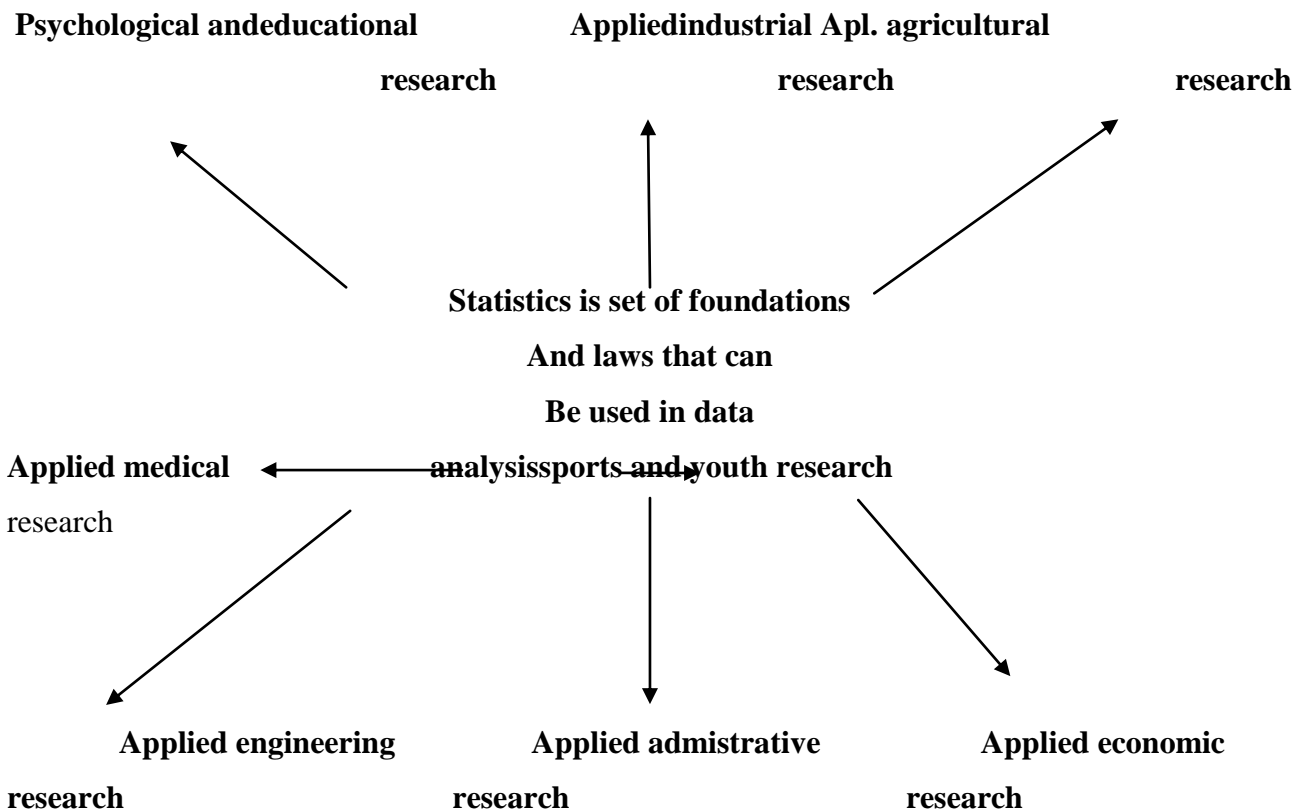 Psychological andeducational Appliedindustrial Apl. agricultural
research research research
Statistics is set of foundations
And laws that can
Be used in data
Applied medical analysissports and youth research
research
Applied engineering Applied admistrative Applied economic
research research research